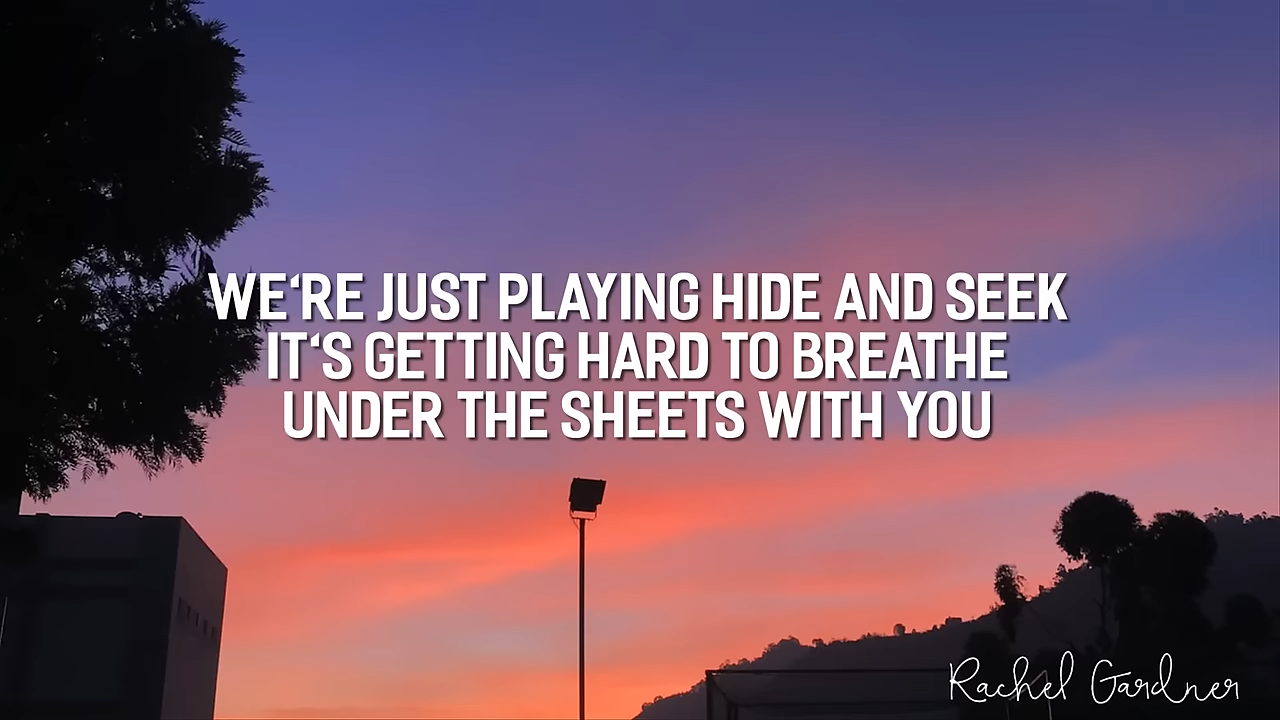 WE‘RE JUST PLAYING HIDE AND SEEK
IT‘S GETTING HARD TO BREATHE
UNDER THE SHEETS WITH YOU
Rachel Gardner